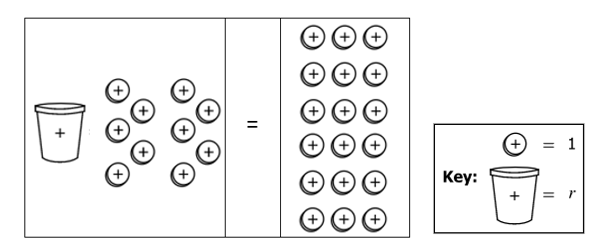 + + + +
+ + +
+ + + + + =
+ + + + +
+ + +
+ + +
+ + +
+ + +
+ + +
+ = 1
Key:
+ = r